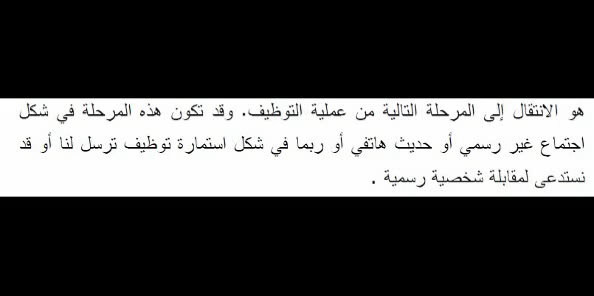 هو الانتقال إلى المرحلة التالية من عملية التوظيف. وقد تكون هذه المرحلة في شكل
اجتماع غير رسمي أو حديث هاتفي أو ربما في شكل استمارة توظيف ترسل لنا أو قد
نستدعى لمقابلة شخصية رسمية .